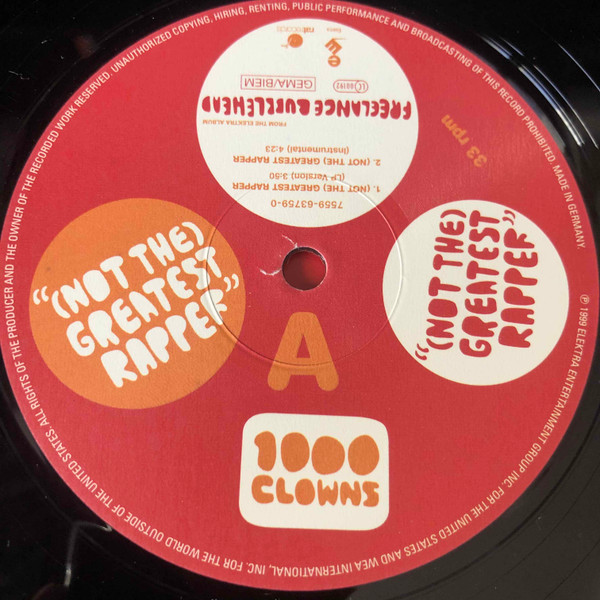 ALL RIGHTS OF THE PRODUCER AND THE OWNER OF THE RECORDED WORK RESERVED. UNAUTHORIZED COPYING, HIRING, RENTING, PUBLIC PERFORMANCE AND BROADCASTING OF THIS RECORD PROHIBITED. MADE IN GERMANY.
℗ 1999 ELEKTRA ENTERTAINMENT GROUP INC. FOR THE UNITED STATES AND WEA INTERNATIONAL, INC. FOR THE WORLD OUTSIDE OF THE UNITED STATES.
7559-63759-0
1. (NOT THE) GREATEST RAPPER
(LP Version) 3:50
2. (NOT THE) GREATEST RAPPER
(Instrumental) 4:23
FROM THE ELEKTRA ALBUM
FREELANCE BUBBLEHEAD
GEMA/BIEM
LC 00192
33 rpm
"(NOT THE)
GREATEST
RAPPER"
"(NOT THE)
GREATEST
RAPPER"
A
1000
CLOWNS